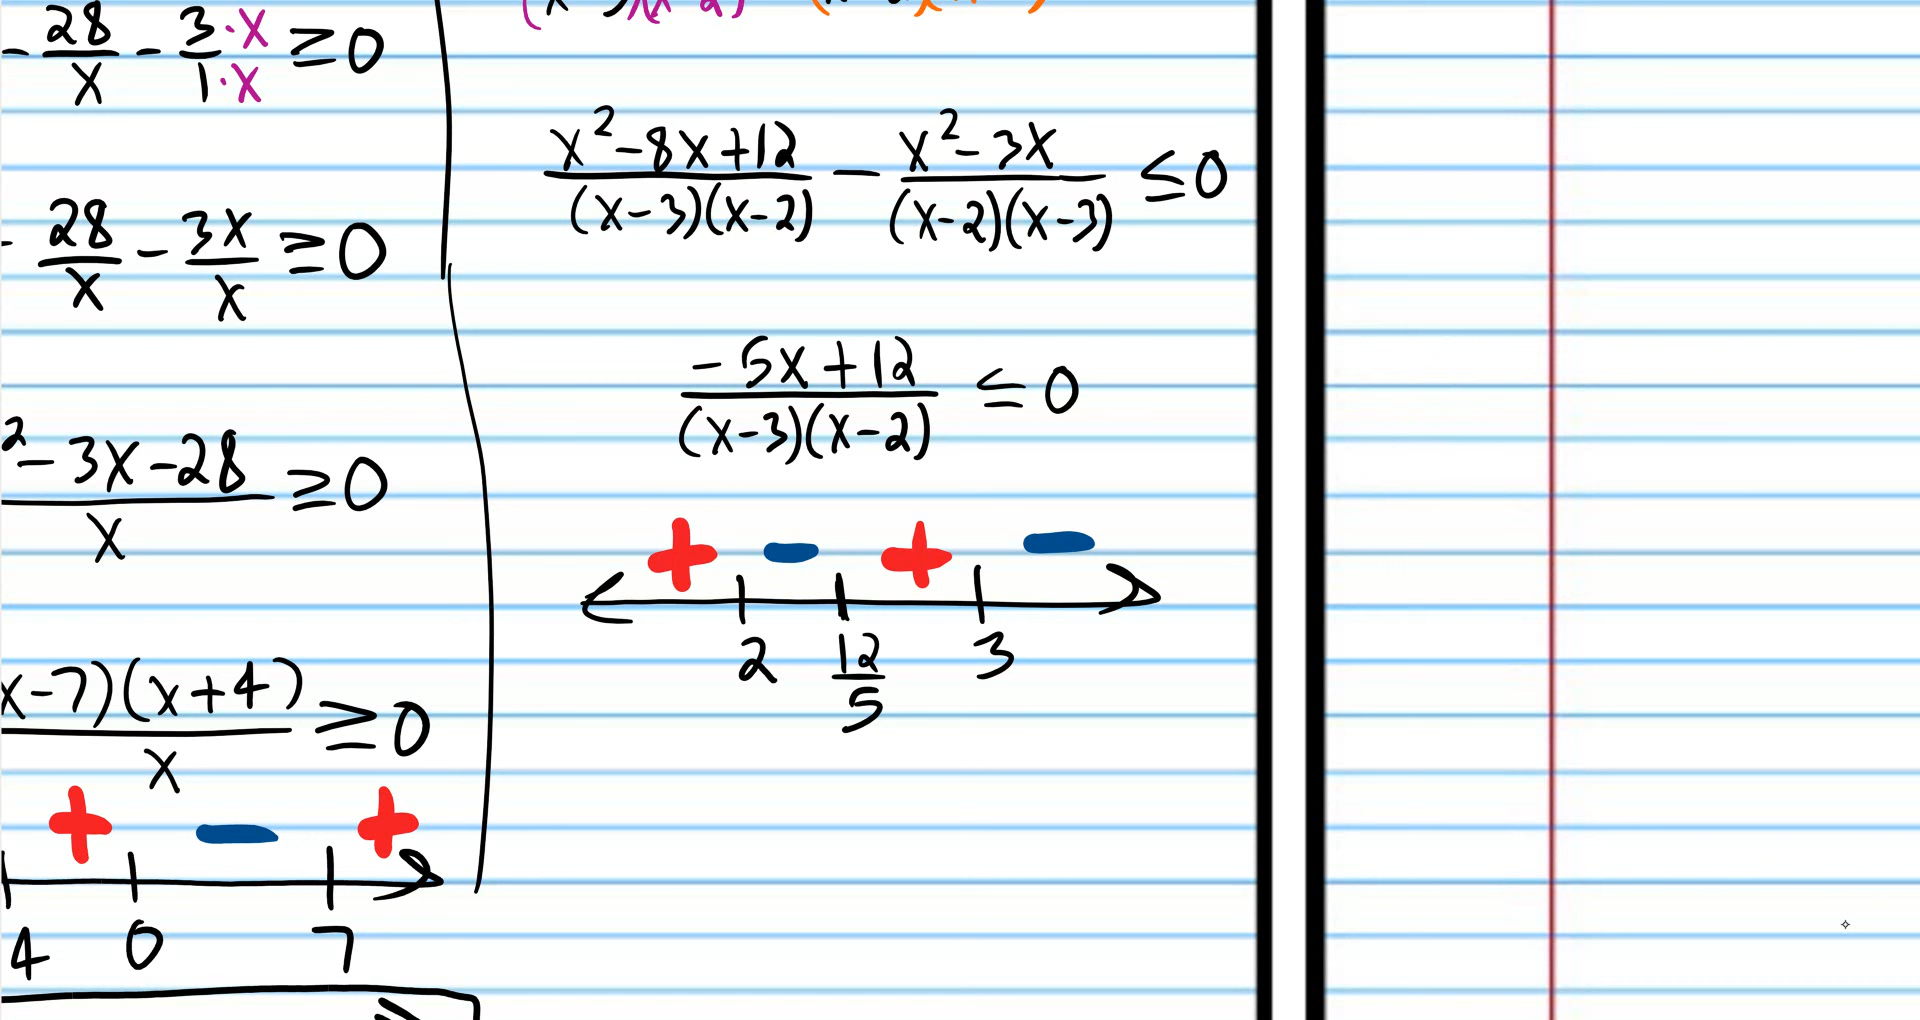 - 28/x - 3·x/1·x ≥ 0
- 28/x - 3x/x ≥ 0
2 - 3x - 28/x ≥ 0
x-7)(x+4)/x ≥ 0
+ - +
4 0 7
(x²-8x+12)/((x-3)(x-2)) - (x²-3x)/((x-2)(x-3)) ≤ 0
(-5x+12)/((x-3)(x-2)) ≤ 0
+ - + -
2 12/5 3